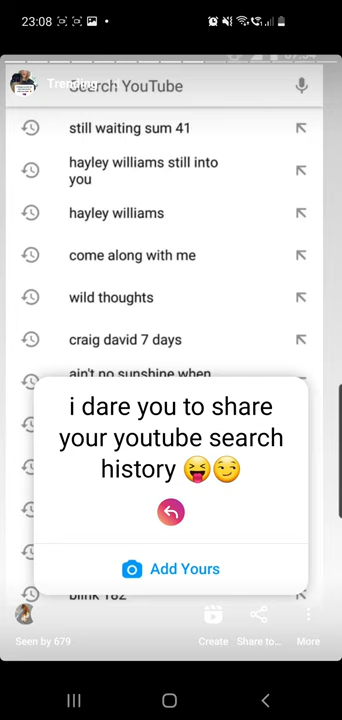 23:08
Trending
Search YouTube
still waiting sum 41
hayley williams still into
you
hayley williams
come along with me
wild thoughts
craig david 7 days
ain't no sunshine when
i dare you to share
your youtube search
history 😝😏
Add Yours
blink 182
Seen by 679
Create
Share to...
More